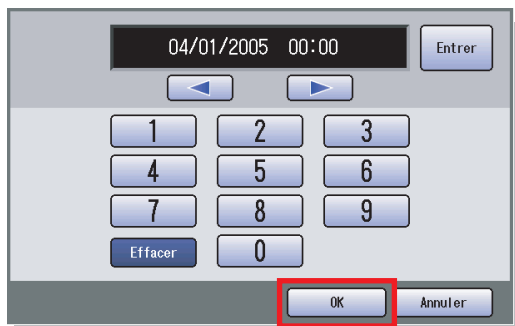 04/01/2005 00:00 Entrer
1 2 3
4 5 6
7 8 9
Effacer 0
OK Annuler